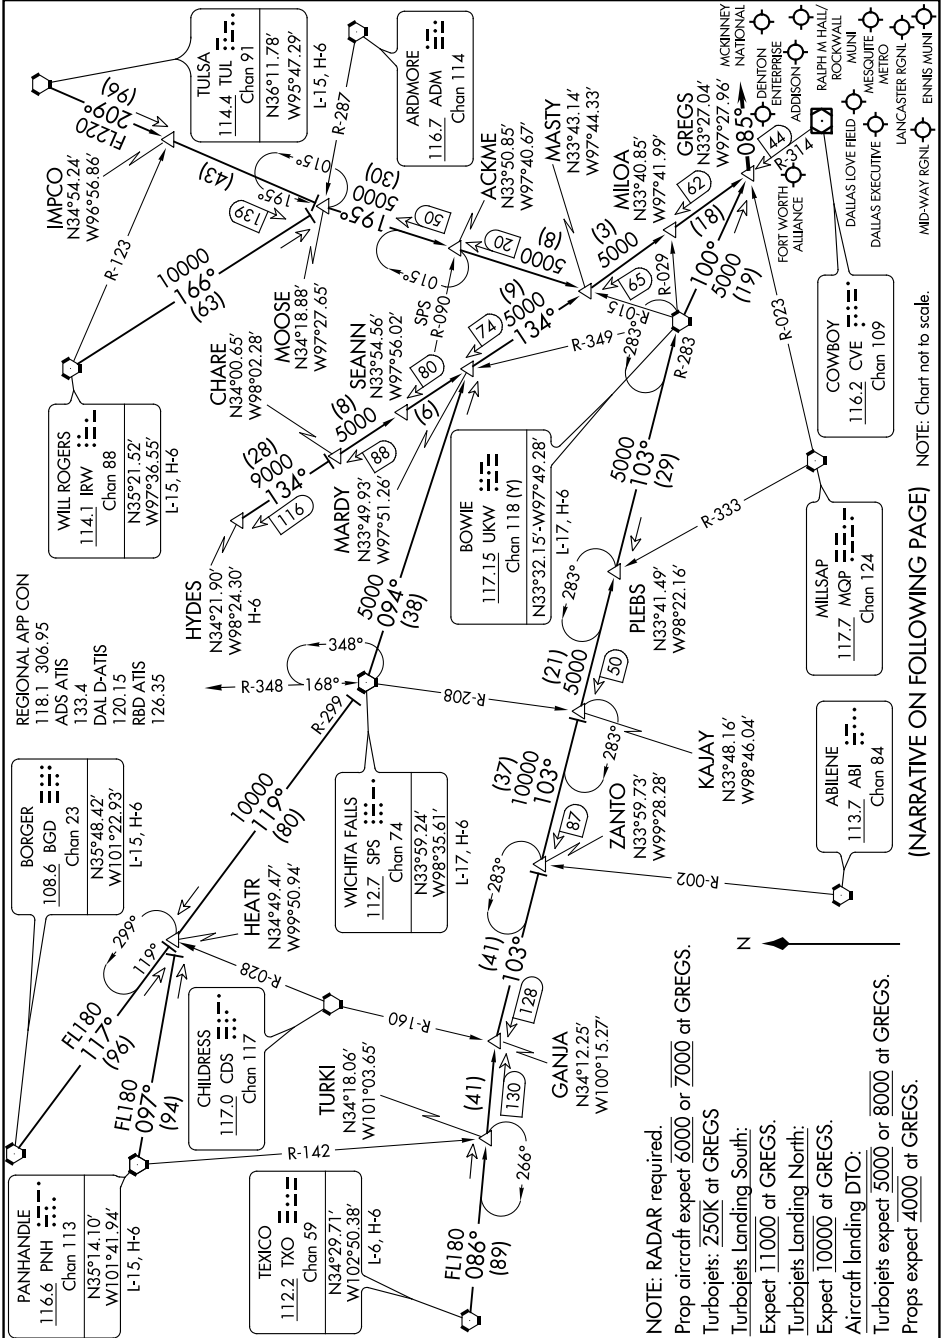 REGIONAL APP CON
118.1 306.95
ADS ATIS
133.4
DAL D-ATIS
120.15
RBD ATIS
126.35
BORGER
108.6 BGD
Chan 23
N35°48.42'
W101°22.93'
L-15, H-6
PANHANDLE
116.6 PNH
Chan 113
N35°14.10'
W101°41.94'
L-15, H-6
WILL ROGERS
114.1 IRW
Chan 88
N35°21.52'
W97°36.55'
L-15, H-6
TULSA
114.4 TUL
Chan 91
N36°11.78'
W95°47.29'
L-15, H-6
ARDMORE
116.7 ADM
Chan 114
IMPCO
N34°54.24'
W96°56.86'
FL220
209°
(96)
R-123
(43)
195°
015°
R-287
139
10000
199°
(93)
MOOSE
N34°18.88'
W97°27.65'
195°
5000
(30)
015°
50
ACKME
N33°50.85'
W97°40.67'
SPS
R-090
20
5000
(8)
MASTY
N33°43.14'
W97°44.33'
CHARE
N34°00.65'
W98°02.28'
HYDES
N34°21.90'
W98°24.30'
H-6
(28)
9000
134°
116
88
(8)
5000
SEANN
N33°54.56'
W97°56.02'
80
(6)
MARDY
N33°49.93'
W97°51.26'
74
(9)
5000
134°
65
(3)
5000
MILOA
N33°40.85'
W97°41.99'
62
(18)
GREGS
N33°27.04'
W97°27.96'
085°
44
R-314
R-029
R-015
R-349
283°
R-283
100°
5000
(19)
R-023
FL180
117°
(96)
FL180
097°
(94)
299°
119°
HEATR
N34°49.47'
W99°50.94'
10000
119°
(80)
R-299
R-348
168°
348°
5000
094°
(38)
R-208
WICHITA FALLS
112.7 SPS
Chan 74
N33°59.24'
W98°35.61'
L-17, H-6
BOWIE
117.15 UKW
Chan 118 (Y)
N33°32.15'-W97°49.28'
L-17, H-6
CHILDRESS
117.0 CDS
Chan 117
R-028
R-160
R-142
TURKI
N34°18.06'
W101°03.65'
TEXICO
112.2 TXO
Chan 59
N34°29.71'
W102°50.38'
L-6, H-6
FL180
086°
(89)
266°
(41)
130
128
GANJA
N34°12.25'
W100°15.27'
(41)
103°
283°
87
ZANTO
N33°59.73'
W99°28.28'
R-002
(37)
10000
103°
283°
KAJAY
N33°48.16'
W98°46.04'
50
(21)
5000
283°
PLEBS
N33°41.49'
W98°22.16'
5000
103°
(29)
R-333
ABILENE
113.7 ABI
Chan 84
MILLSAP
117.7 MQP
Chan 124
COWBOY
116.2 CVE
Chan 109
MCKINNEY
NATIONAL
DENTON
ENTERPRISE
ADDISON
RALPH M HALL/
ROCKWALL
MUNI
FORT WORTH
ALLIANCE
DALLAS LOVE FIELD
MESQUITE
METRO
DALLAS EXECUTIVE
LANCASTER RGNL
MID-WAY RGNL
ENNIS MUNI
N
NOTE: RADAR required.
Prop aircraft expect 6000 or 7000 at GREGS.
Turbojets: 250K at GREGS
Turbojets Landing South:
Expect 11000 at GREGS.
Turbojets Landing North:
Expect 10000 at GREGS.
Aircraft landing DTO:
Turbojets expect 5000 or 8000 at GREGS.
Props expect 4000 at GREGS.
(NARRATIVE ON FOLLOWING PAGE)
NOTE: Chart not to scale.